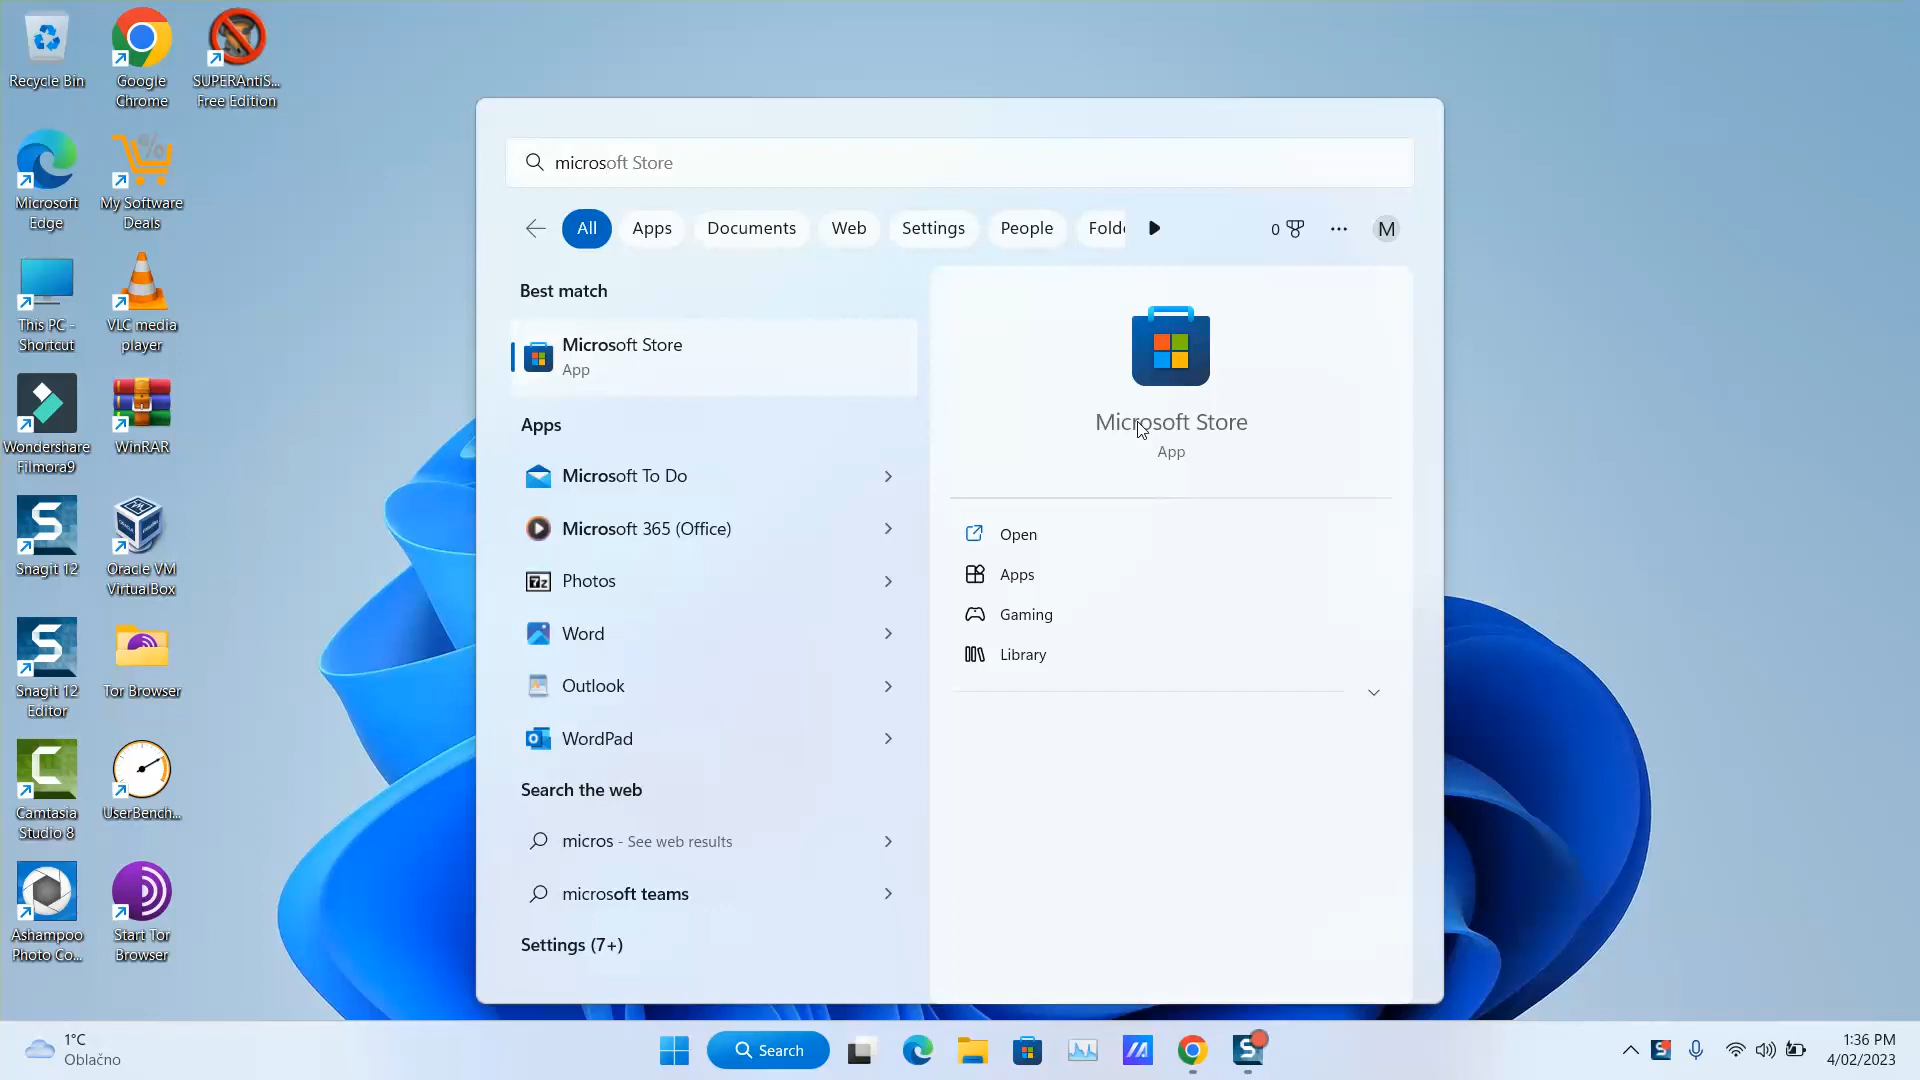 Recycle Bin
Google
Chrome
SUPERAntiS...
Free Edition
Microsoft
Edge
My Software
Deals
This PC -
Shortcut
VLC media
player
Wondershare
Filmora9
WinRAR
Snagit 12
Oracle VM
VirtualBox
Snagit 12
Editor
Tor Browser
Camtasia
Studio 8
UserBench...
Ashampoo
Photo Co...
Start Tor
Browser
microsoft Store
All
Apps
Documents
Web
Settings
People
Folde
0
M
Best match
Microsoft Store
App
Apps
Microsoft To Do
Microsoft 365 (Office)
Photos
Word
Outlook
WordPad
Search the web
micros - See web results
microsoft teams
Settings (7+)
Microsoft Store
App
Open
Apps
Gaming
Library
1°C
Oblačno
Search
1:36 PM
4/02/2023